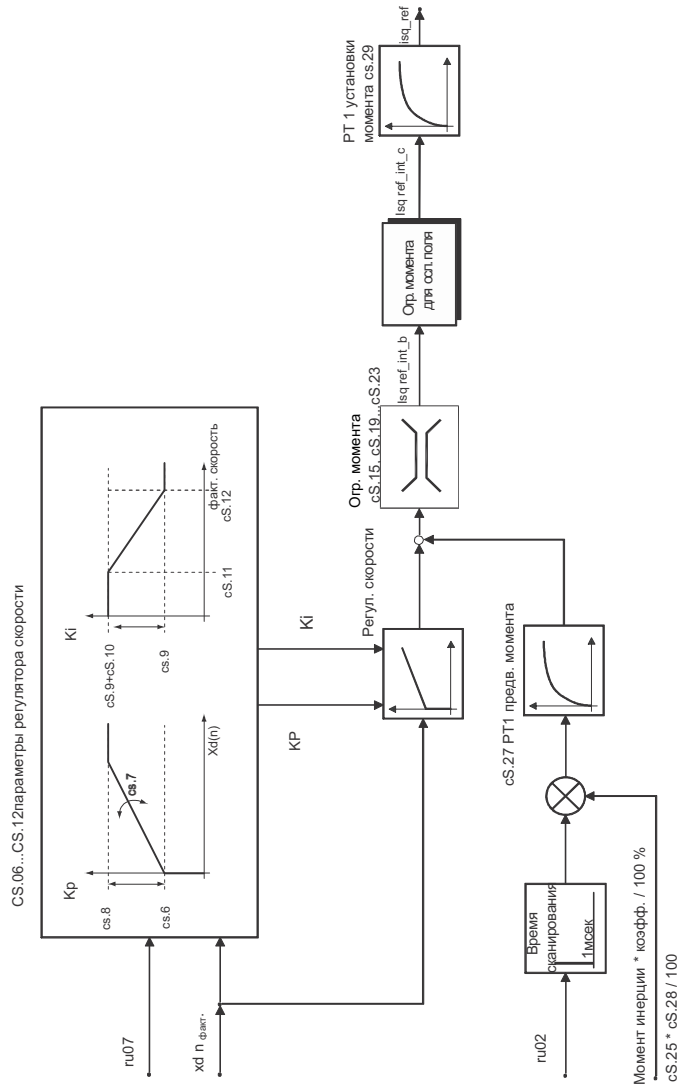 CS.06...CS.12параметры регулятора скорости
Kp
cs.8
cs.6
cs.7
Xd(n)
Ki
cS.9+cS.10
cs.9
cS.11
cS.12
факт. скорость
ru07
xd n факт.
KP
Ki
Регул. скорости
Огр. момента
cS.15, cS.19...cS.23
Isq ref_int_b
Огр. момента
для осл. поля
Isq ref_int_c
РТ 1 установки
момента cs.29
isq_ref
ru02
Время
сканирования
1мсек
cS.27 РТ1 предв. момента
Момент инерции * коэфф. / 100 %
cS.25 * cS.28 / 100